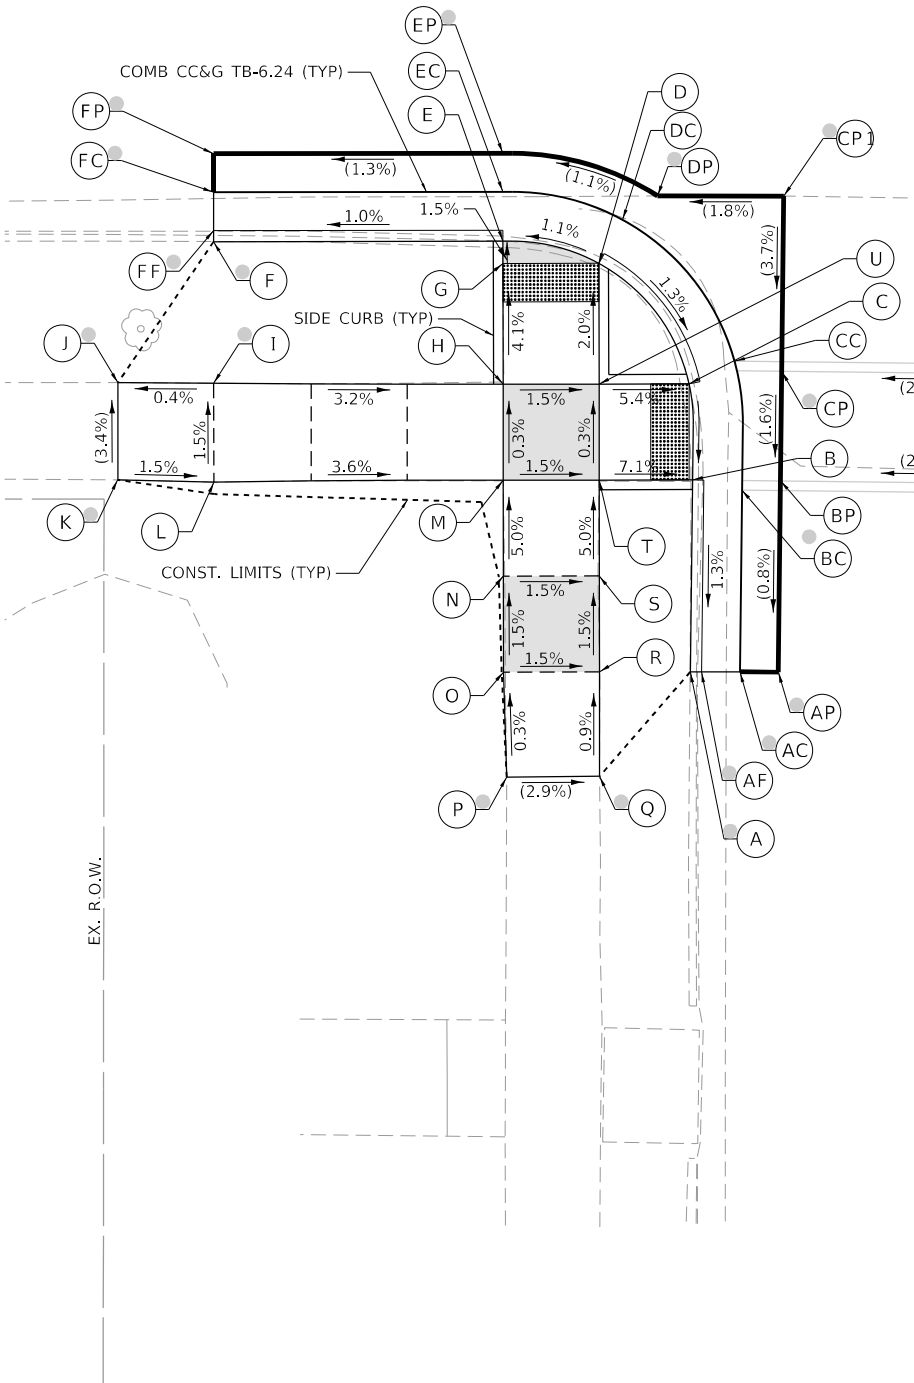 EP
COMB CC&G TB-6.24 (TYP)
EC
D
FP
E
DC
CP1
FC
(1.3%)
(1.1%)
DP
(1.8%)
1.0%
1.5%
1.1%
(3.7%)
FF
F
G
U
1.3%
C
SIDE CURB (TYP)
4.1%
2.0%
J
I
H
CC
0.4%
3.2%
1.5%
5.4%
(2
CP
(3.4%)
1.5%
0.3%
0.3%
(1.6%)
1.5%
3.6%
1.5%
7.1%
B
(2
K
L
M
5.0%
5.0%
T
BP
BC
CONST. LIMITS (TYP)
1.3%
(0.8%)
N
1.5%
S
1.5%
1.5%
O
1.5%
R
AP
0.3%
0.9%
AC
P
(2.9%)
Q
AF
A
EX. R.O.W.